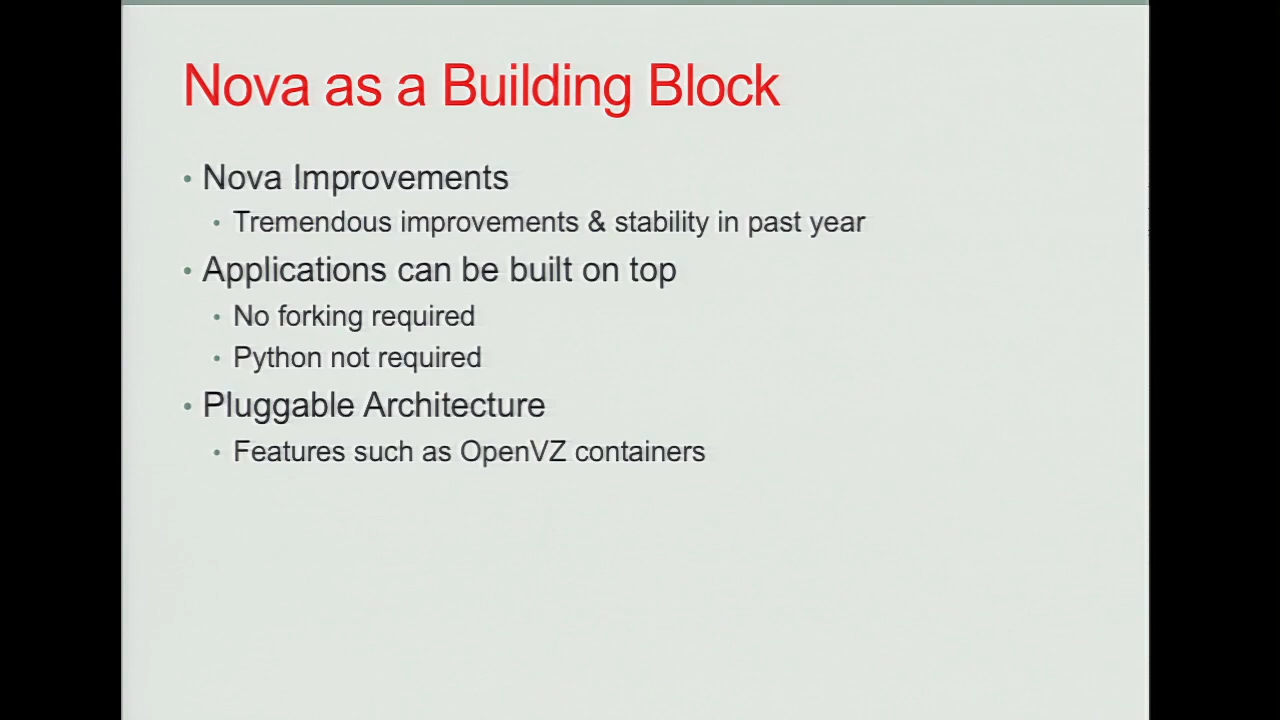 Nova as a Building Block
• Nova Improvements
• Tremendous improvements & stability in past year
• Applications can be built on top
• No forking required
• Python not required
• Pluggable Architecture
• Features such as OpenVZ containers